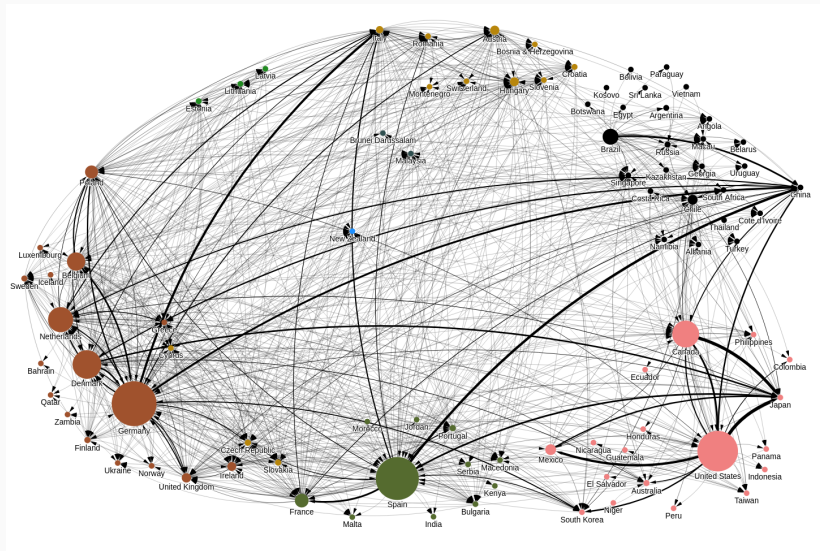 Italy
Romania
Austria
Bosnia & Herzegovina
Croatia
Latvia
Lithuania
Estonia
Montenegro
Switzerland
Hungary
Slovenia
Bolivia
Paraguay
Kosovo
Sri Lanka
Vietnam
Botswana
Egypt
Argentina
Angola
Brunei Darussalam
Malaysia
Brazil
Russia
Macau
Belarus
Poland
Singapore
Kazakhstan
Georgia
Uruguay
China
Costa Rica
South Africa
Chile
Cote d'Ivoire
Thailand
New Zealand
Namibia
Albania
Turkey
Luxembourg
Belgium
Sweden
Iceland
Netherlands
Cyprus
Canada
Philippines
Bahrain
Denmark
Ecuador
Colombia
Qatar
Japan
Zambia
Germany
Morocco
Jordan
Portugal
Honduras
Finland
Czech Republic
Nicaragua
Guatemala
Panama
Mexico
Ukraine
Norway
Slovakia
Ireland
Serbia
Macedonia
United States
Indonesia
United Kingdom
Kenya
El Salvador
Australia
Taiwan
France
Spain
Bulgaria
Malta
India
South Korea
Niger
Peru